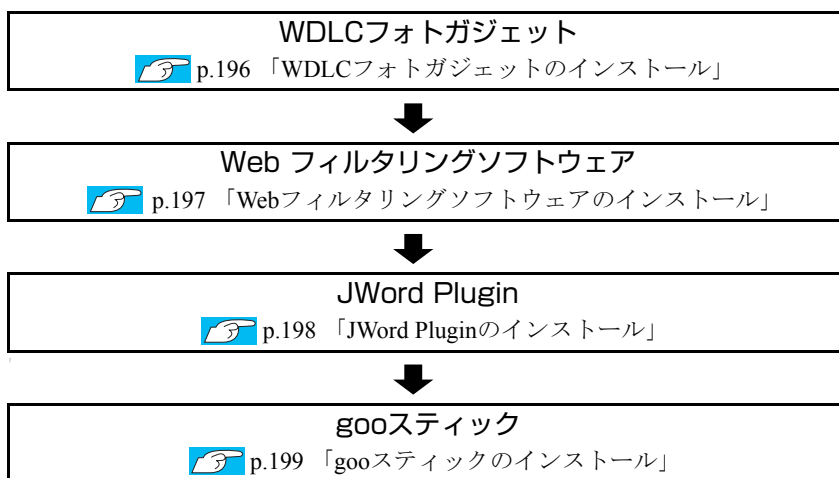 WDLCフォトガジェット
p.196 「WDLCフォトガジェットのインストール」
Web フィルタリングソフトウェア
p.197 「Webフィルタリングソフトウェアのインストール」
JWord Plugin
p.198 「JWord Pluginのインストール」
gooスティック
p.199 「gooスティックのインストール」